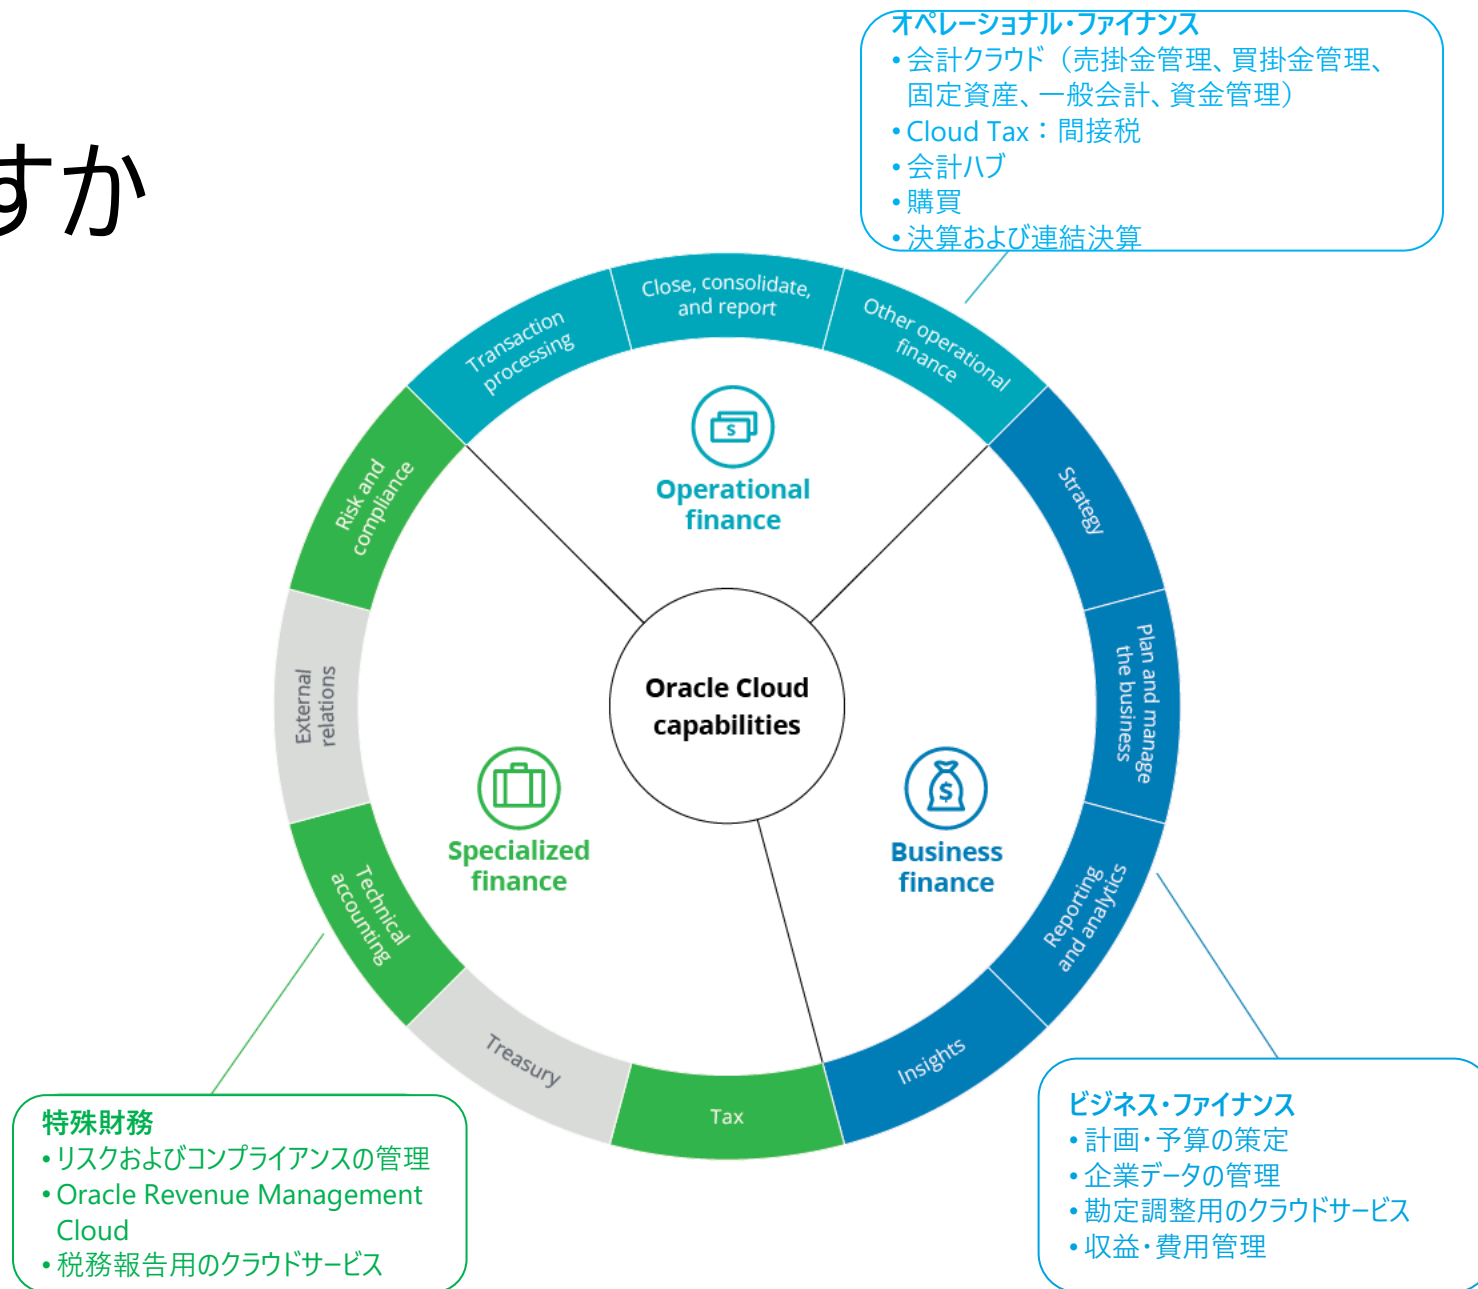 オペレーショナル・ファイナンス
• 会計クラウド（売掛金管理、買掛金管理、
固定資産、一般会計、資金管理）
• Cloud Tax：間接税
• 会計ハブ
• 購買
• 決算および連結決算
すか
Close, consolidate,
and report
Transaction
processing
Other operational
finance
Risk and
compliance
Strategy
Operational
finance
External
relations
Plan and manage
the business
Oracle Cloud
capabilities
Specialized
finance
Business
finance
Technical
accounting
Reporting
and analytics
Treasury
Insights
Tax
特殊財務
• リスクおよびコンプライアンスの管理
• Oracle Revenue Management
Cloud
• 税務報告用のクラウドサービス
ビジネス・ファイナンス
• 計画・予算の策定
• 企業データの管理
• 勘定調整用のクラウドサービス
• 収益・費用管理